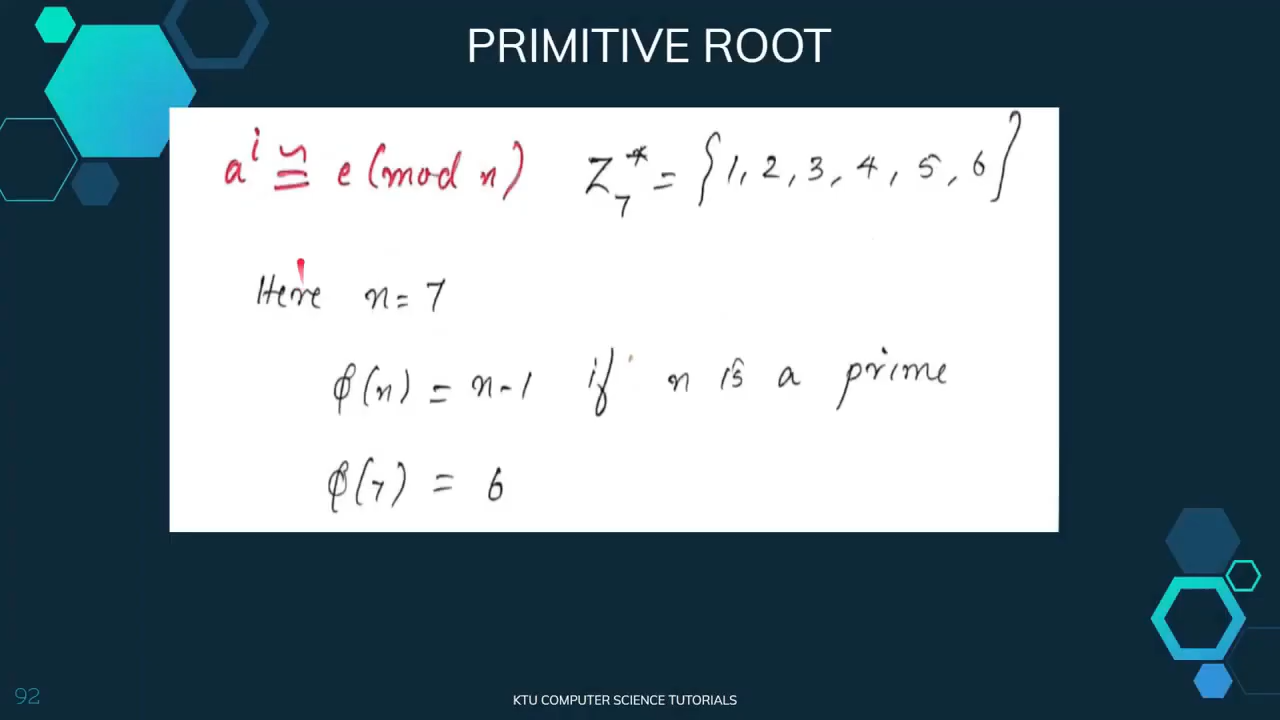 PRIMITIVE ROOT
aⁱ ≅ e (mod n) Z₇* = {1, 2, 3, 4, 5, 6}
Here n = 7
ϕ(n) = n-1 if n is a prime
ϕ(7) = 6
92
KTU COMPUTER SCIENCE TUTORIALS